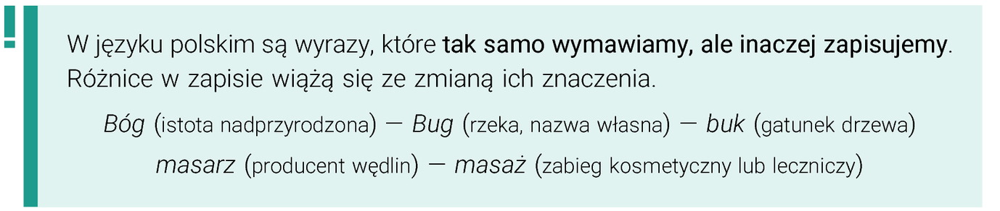 W języku polskim są wyrazy, które tak samo wymawiamy, ale inaczej zapisujemy.
Różnice w zapisie wiążą się ze zmianą ich znaczenia.
Bóg (istota nadprzyrodzona) — Bug (rzeka, nazwa własna) — buk (gatunek drzewa)
masarz (producent wędlin) — masaż (zabieg kosmetyczny lub leczniczy)